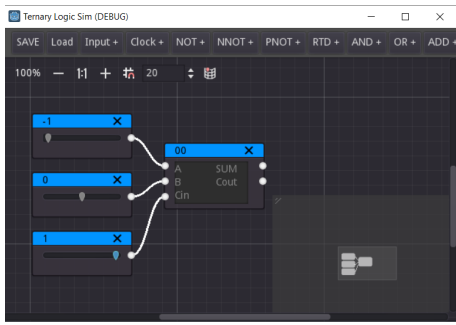 Ternary Logic Sim (DEBUG)
SAVE Load Input + Clock + NOT + NNOT + PNOT + RTD + AND + OR + ADD +
100% 1:1 20
-1
0
1
00
A SUM
B Cout
Cin